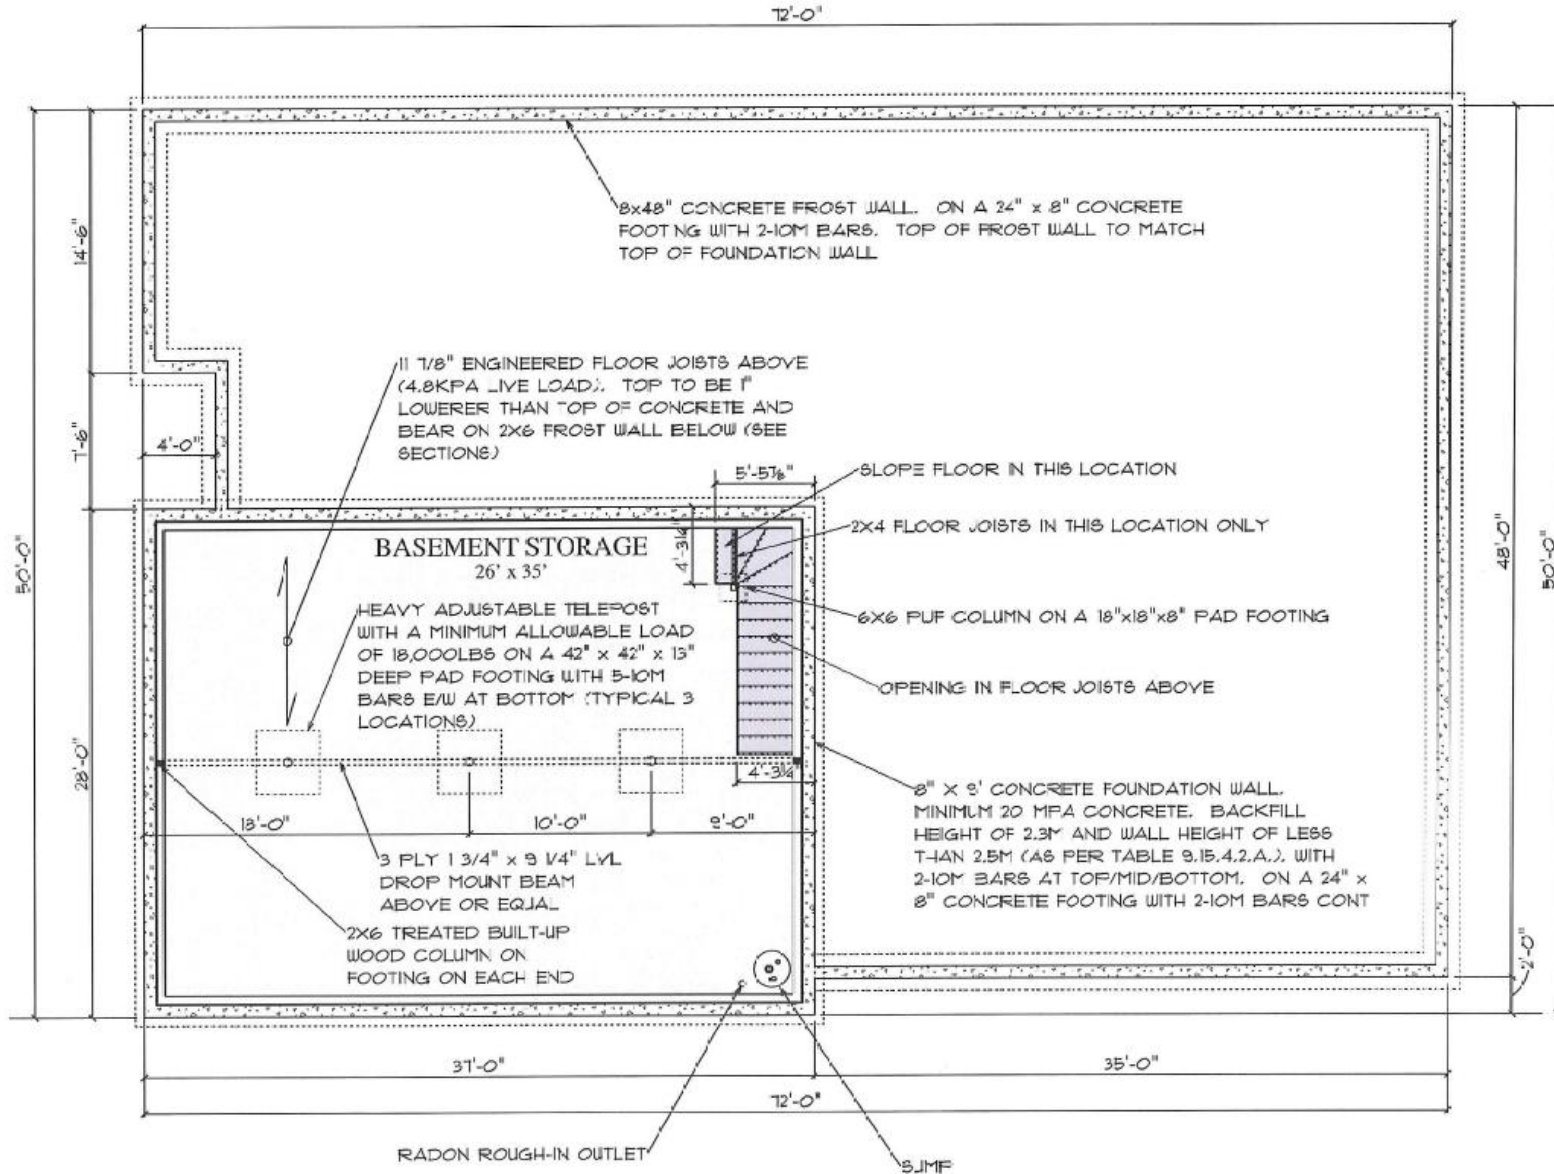 72'-0"
8x48" CONCRETE FROST WALL. ON A 24" x 8" CONCRETE
FOOTNG WITH 2-10M BARS. TOP OF FROST WALL TO MATCH
TOP OF FOUNDATION WALL
14'-6"
11 7/8" ENGINEERED FLOOR JOISTS ABOVE
(4.8KPA LIVE LOAD). TOP TO BE 1"
LOWERER THAN TOP OF CONCRETE AND
BEAR ON 2X6 FROST WALL BELOW (SEE
SECTIONS)
7'-6"
4'-0"
5'-5⅞"
SLOPE FLOOR IN THIS LOCATION
2X4 FLOOR JOISTS IN THIS LOCATION ONLY
4'-3¼"
BASEMENT STORAGE
26' x 35'
50'-0"
48'-0"
50'-0"
HEAVY ADJUSTABLE TELEPOST
WITH A MINIMUM ALLOWABLE LOAD
OF 18,000LBS ON A 42" x 42" x 13"
DEEP PAD FOOTING WITH 5-10M
BARS E/W AT BOTTOM (TYPICAL 3
LOCATIONS)
6X6 PWF COLUMN ON A 18"x18"x8" PAD FOOTING
OPENING IN FLOOR JOISTS ABOVE
28'-0"
4'-3¼"
18'-0"
10'-0"
9'-0"
8" X 9' CONCRETE FOUNDATION WALL.
MINIMUM 20 MPA CONCRETE. BACKFILL
HEIGHT OF 2.3M AND WALL HEIGHT OF LESS
THAN 2.5M (AS PER TABLE 9.15.4.2.A.). WITH
2-10M BARS AT TOP/MID/BOTTOM. ON A 24" x
8" CONCRETE FOOTING WITH 2-10M BARS CONT
3 PLY 1 3/4" x 9 1/4" LVL
DROP MOUNT BEAM
ABOVE OR EQUAL
2X6 TREATED BUILT-UP
WOOD COLUMN ON
FOOTING ON EACH END
2'-0"
37'-0"
35'-0"
72'-0"
RADON ROUGH-IN OUTLET
SUMP